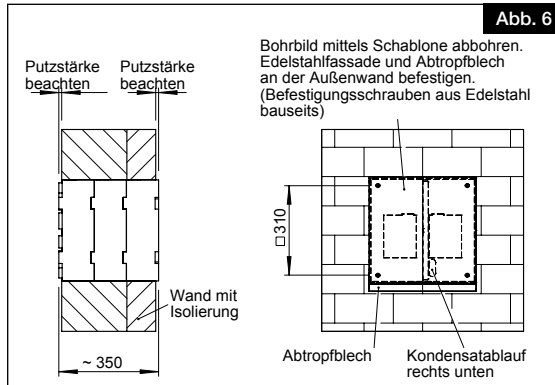 Abb. 6
Bohrbild mittels Schablone abbohren.
Edelstahlfassade und Abtropfblech
an der Außenwand befestigen.
(Befestigungsschrauben aus Edelstahl
bauseits)
Putzstärke
beachten
Putzstärke
beachten
□310
Wand mit
Isolierung
~ 350
Abtropfblech
Kondensatablauf
rechts unten